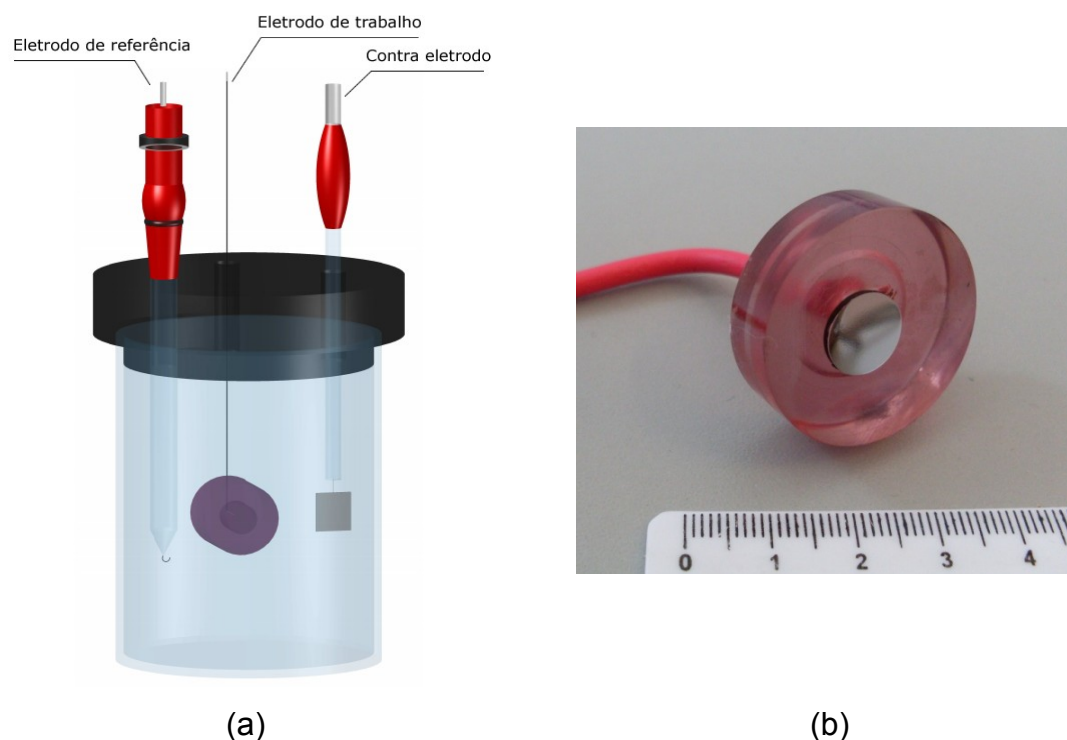 Eletrodo de trabalho
Eletrodo de referência
Contra eletrodo
0 1 2 3 4
(a)
(b)